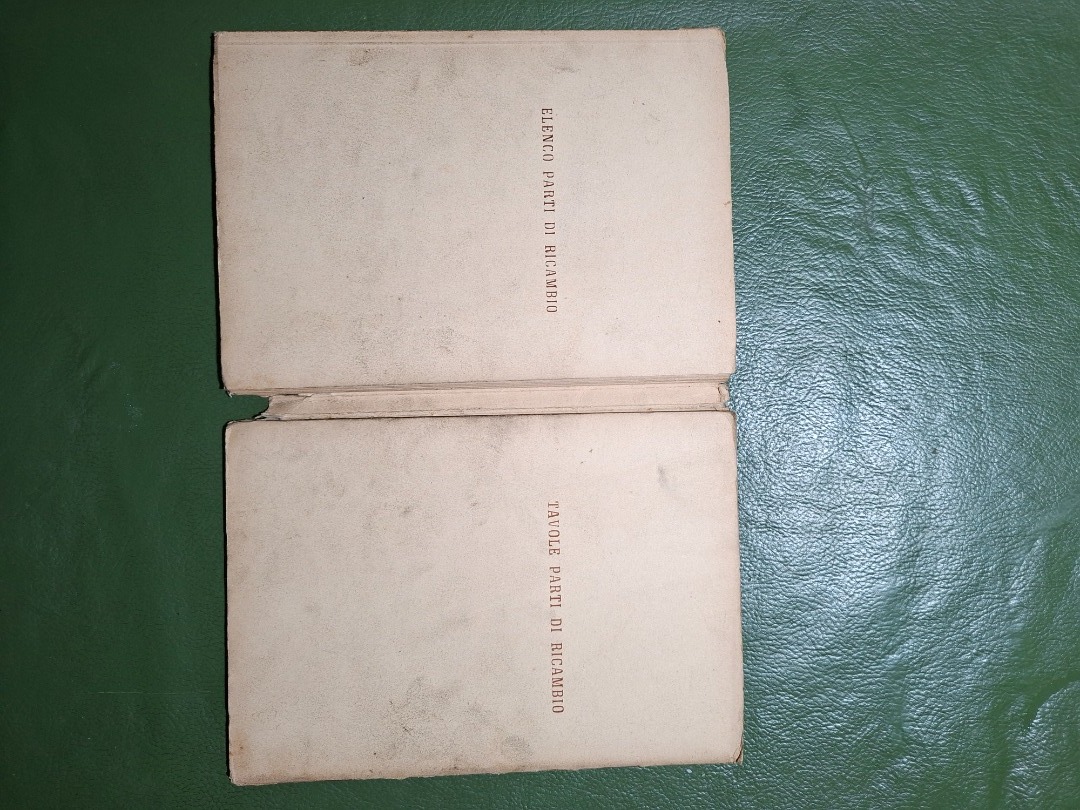 ELENCO PARTI DI RICAMBIO
TAVOLE PARTI DI RICAMBIO